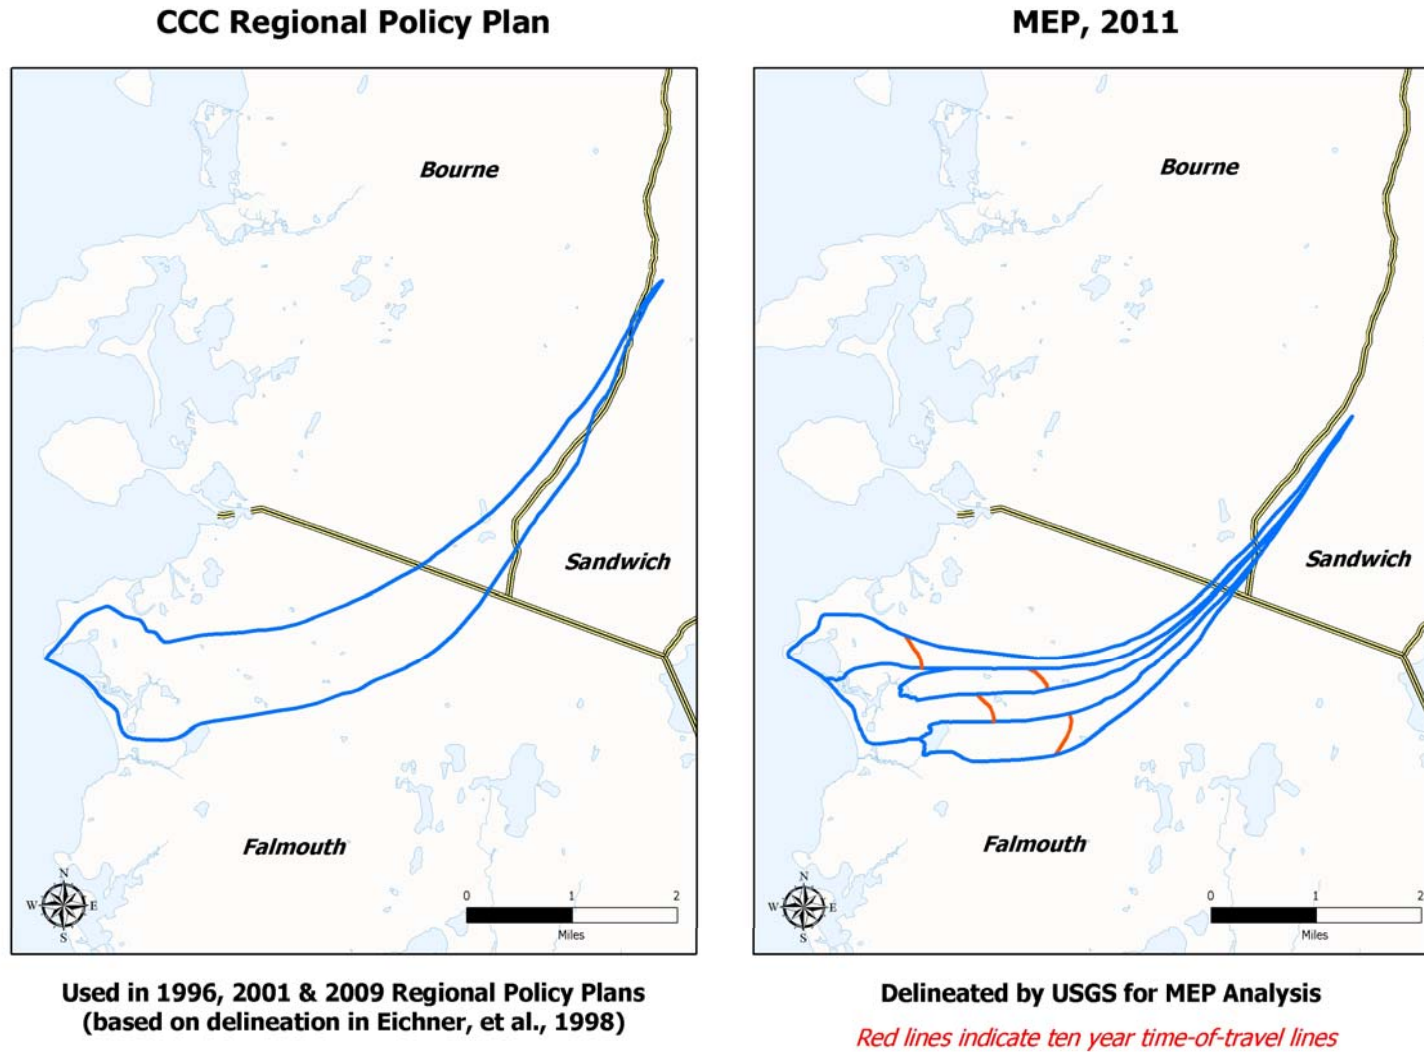 CCC Regional Policy Plan
Bourne
Sandwich
Falmouth
N
W E
S
0 1 2
Miles
Used in 1996, 2001 & 2009 Regional Policy Plans
(based on delineation in Eichner, et al., 1998)
MEP, 2011
Bourne
Sandwich
Falmouth
N
W E
S
0 1 2
Miles
Delineated by USGS for MEP Analysis
Red lines indicate ten year time-of-travel lines